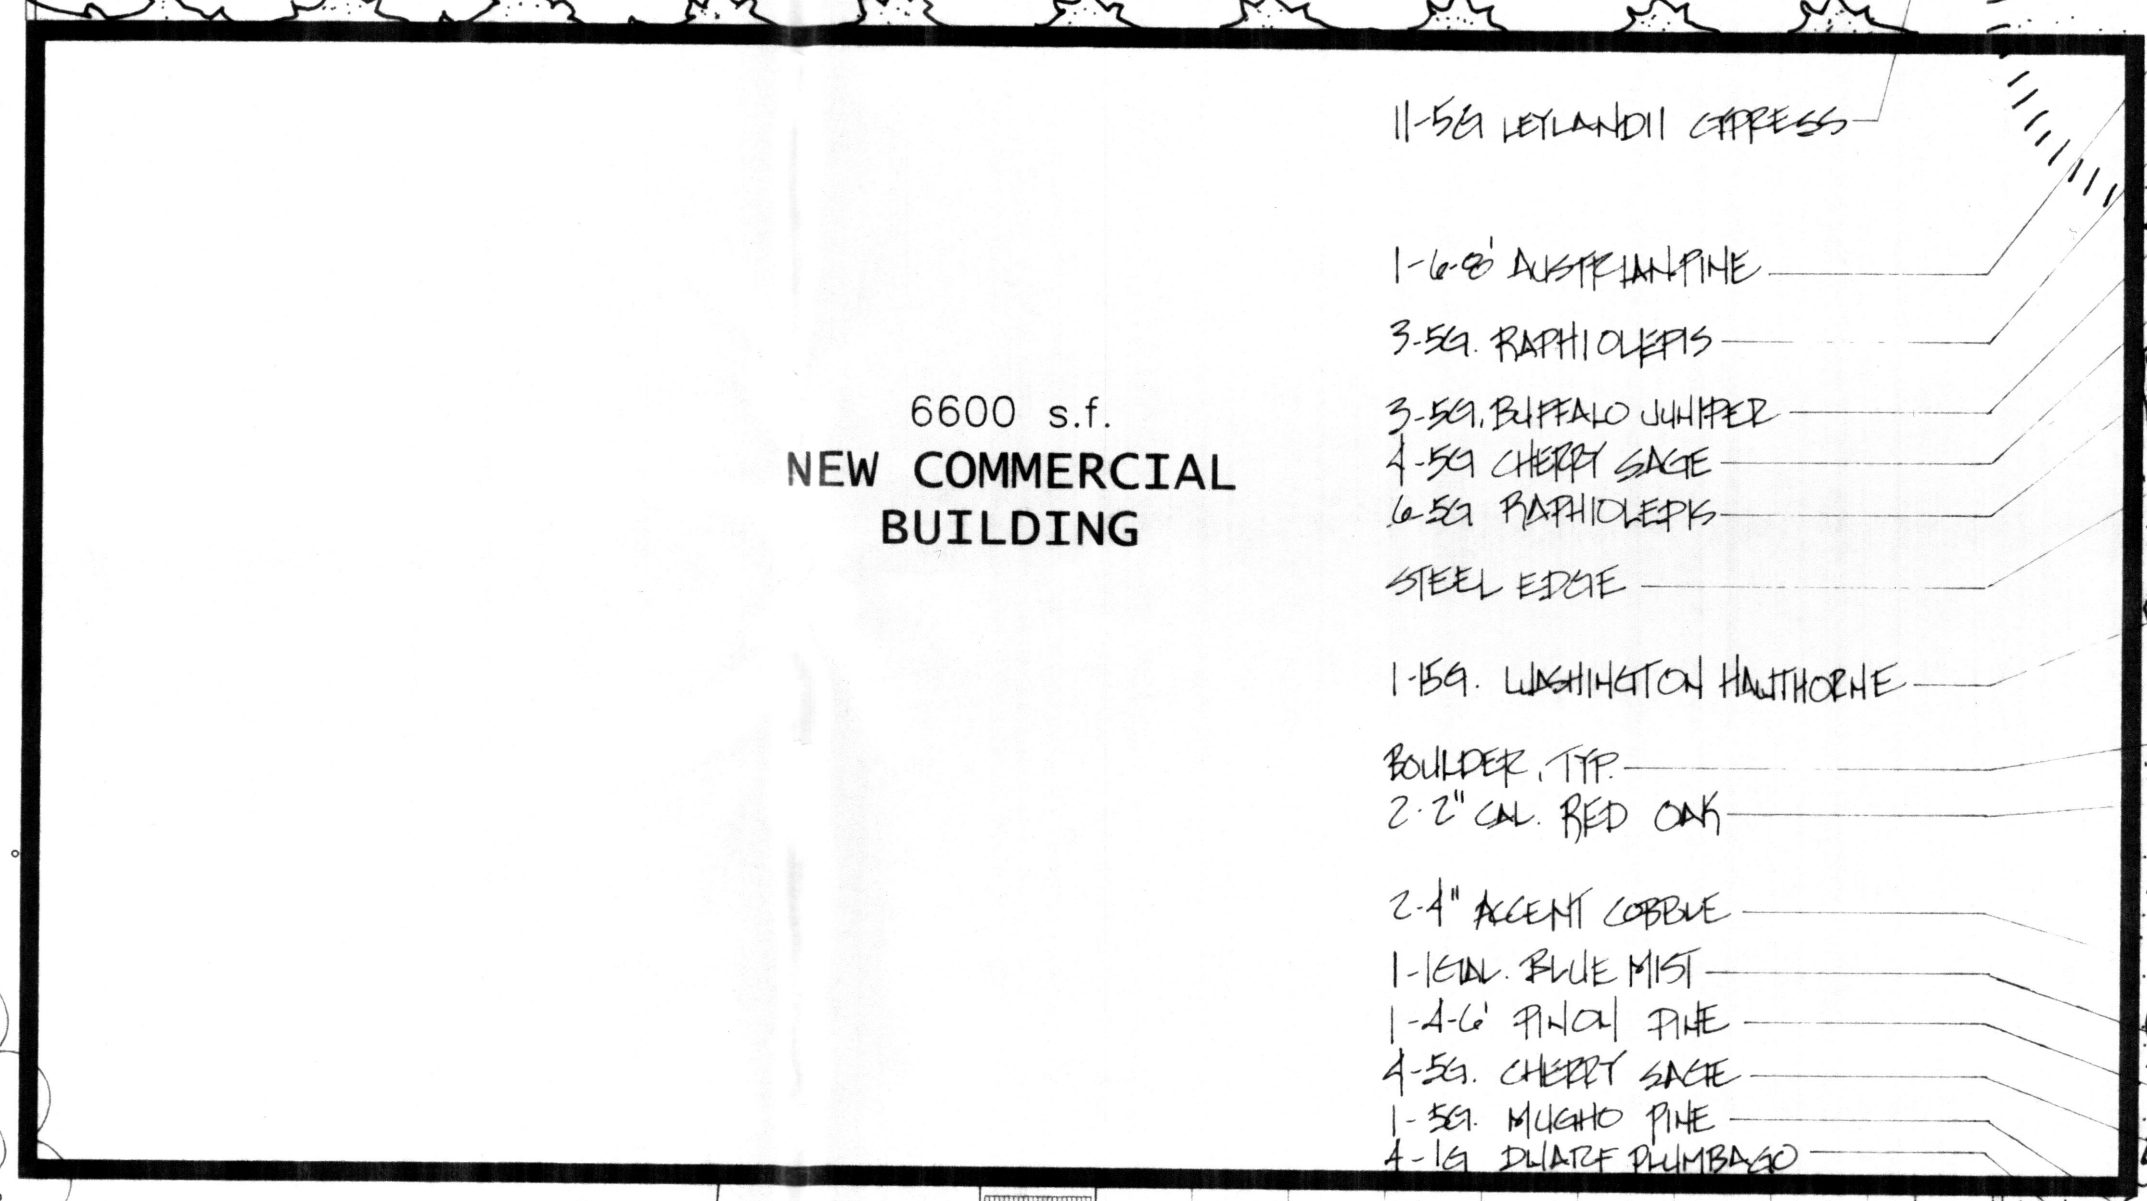 11-5G LEYLANDII CYPRESS
1-6-8' AUSTRIAN PINE
3-5G. RAPHIOLEPIS
6600 s.f.
NEW COMMERCIAL
BUILDING
3-5G. BUFFALO JUNIPER
4-5G CHERRY SAGE
6-5G RAPHIOLEPIS
STEEL EDGE
1-15G. WASHINGTON HAWTHORNE
BOULDER, TYP.
2-2" CAL. RED OAK
2-4" ACCENT COBBLE
1-1GAL. BLUE MIST
1-4-6' PINON PINE
4-5G. CHERRY SAGE
1-5G. MUGHO PINE
4-1G DWARF PLUMBAGO